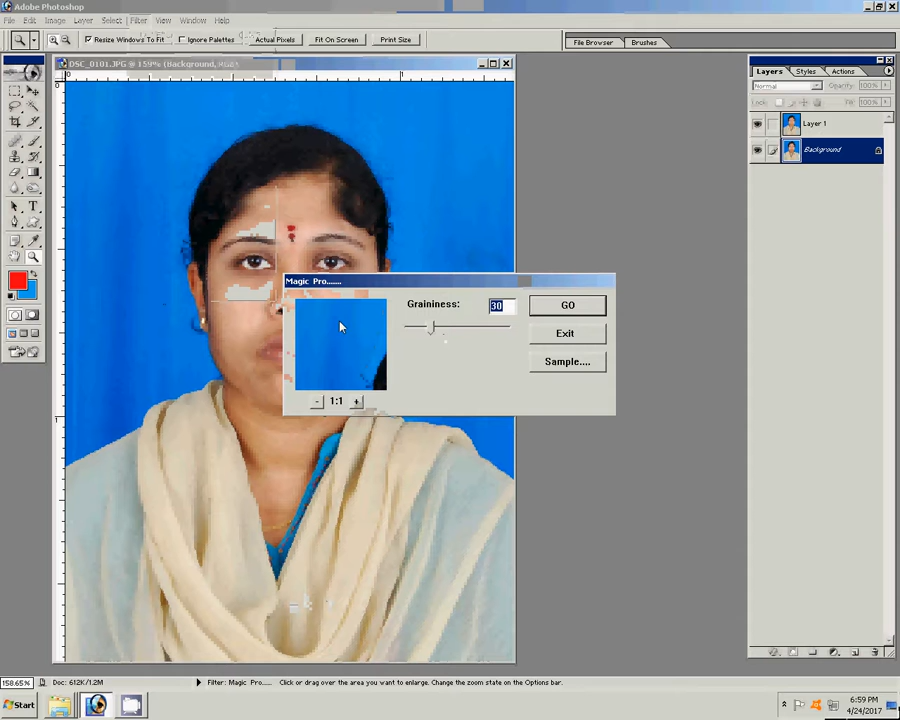 Adobe Photoshop
File Edit Image Layer Select Filter View Window Help
Resize Windows To Fit Ignore Palettes Actual Pixels Fit On Screen Print Size File Browser Brushes
DSC_0101.JPG @ 159% (Background, RGB)
Layers Styles Actions
Normal Opacity: 100%
Lock: Fill: 100%
Layer 1
Background
Magic Pro.......
Graininess: 30 GO
Exit
Sample....
- 1:1 +
158.65% Doc: 612K/1.2M Filter: Magic Pro..... Click or drag over the area you want to enlarge. Change the zoom state on the Options bar.
Start 6:59 PM
4/24/2017